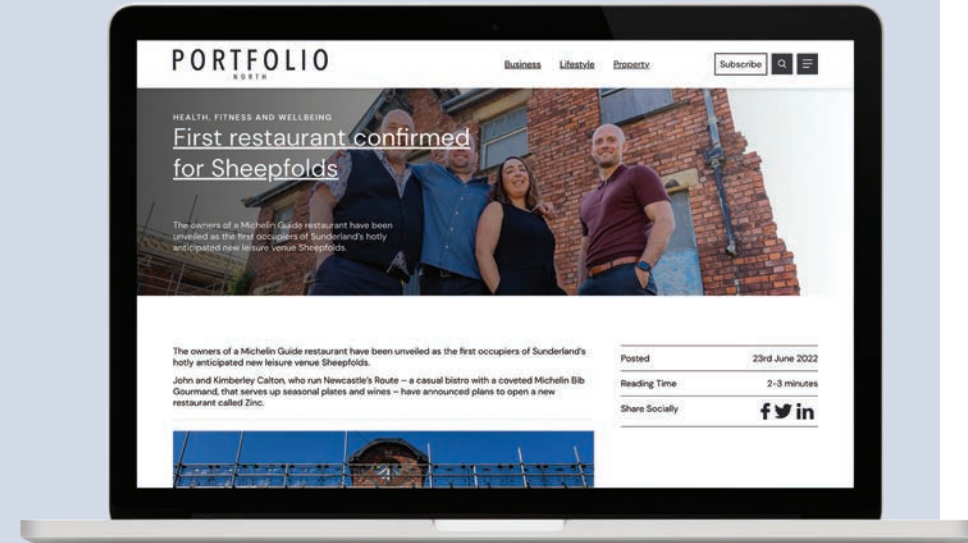 PORTFOLIO
NORTH
Business Lifestyle Property
Subscribe
HEALTH, FITNESS AND WELLBEING
First restaurant confirmed
for Sheepfolds
The owners of a Michelin Guide restaurant have been
unveiled as the first occupiers of Sunderland's hotly
anticipated new leisure venue Sheepfolds.
The owners of a Michelin Guide restaurant have been unveiled as the first occupiers of Sunderland's
hotly anticipated new leisure venue Sheepfolds.
John and Kimberley Calton, who run Newcastle's Route – a casual bistro with a coveted Michelin Bib
Gourmand, that serves up seasonal plates and wines – have announced plans to open a new
restaurant called Zinc.
Posted 23rd June 2022
Reading Time 2-3 minutes
Share Socially